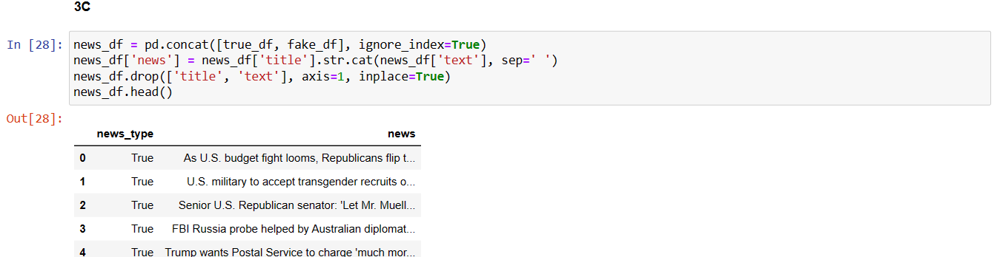 3C
In [28]: news_df = pd.concat([true_df, fake_df], ignore_index=True)
news_df['news'] = news_df['title'].str.cat(news_df['text'], sep=' ')
news_df.drop(['title', 'text'], axis=1, inplace=True)
news_df.head()
Out[28]:
news_type news
0 True As U.S. budget fight looms, Republicans flip t...
1 True U.S. military to accept transgender recruits o...
2 True Senior U.S. Republican senator: 'Let Mr. Muell...
3 True FBI Russia probe helped by Australian diplomat...
4 True Trump wants Postal Service to charge 'much mor...